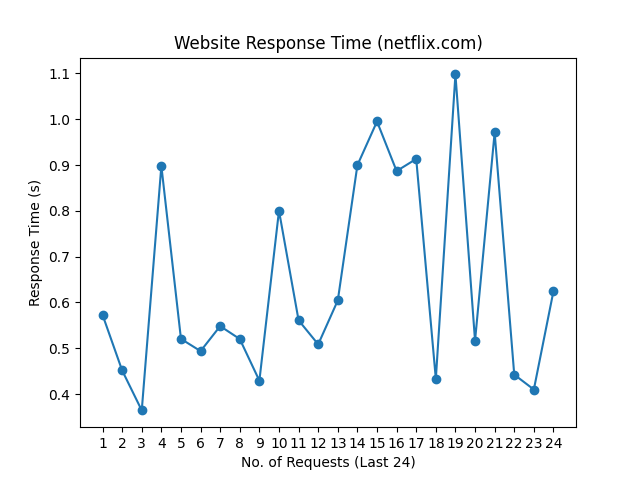 Website Response Time (netflix.com)
Response Time (s)
1.1
1.0
0.9
0.8
0.7
0.6
0.5
0.4
1 2 3 4 5 6 7 8 9 10 11 12 13 14 15 16 17 18 19 20 21 22 23 24
No. of Requests (Last 24)